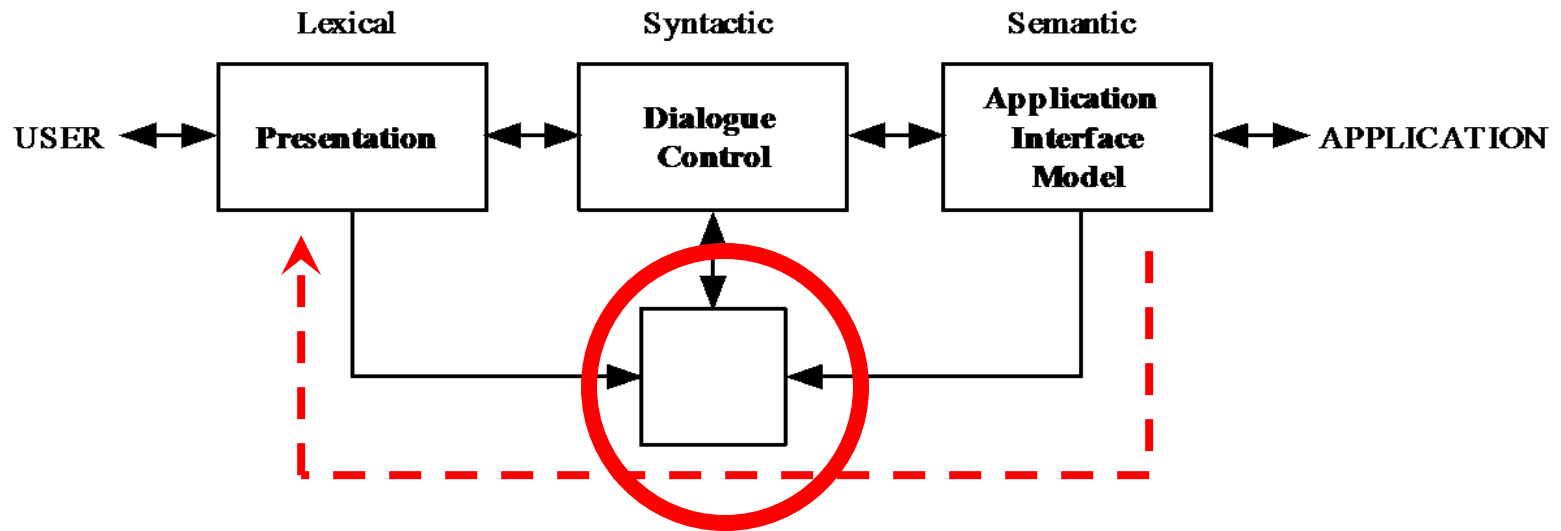 Lexical
Syntactic
Semantic
USER
Presentation
Dialogue
Control
Application
Interface
Model
APPLICATION